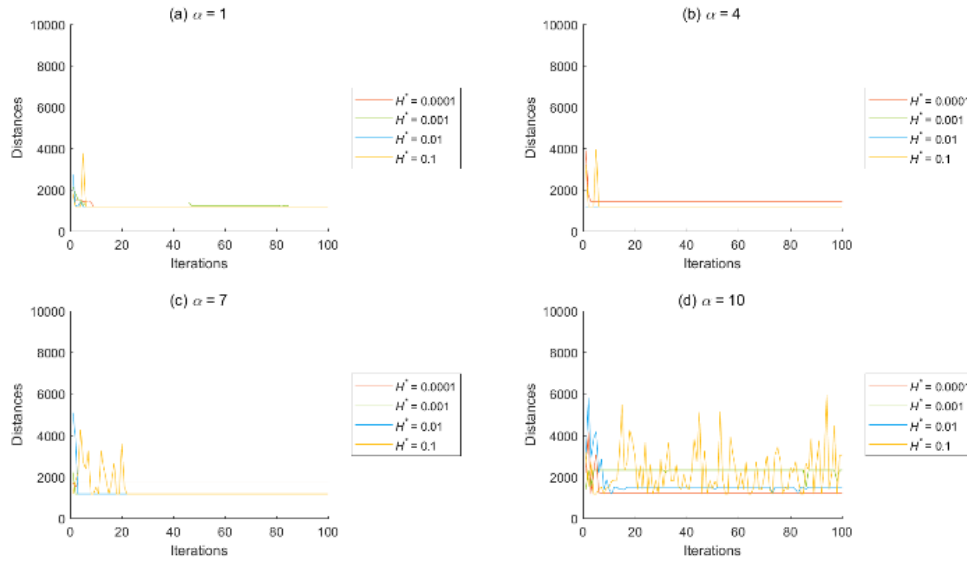 (a) α = 1
10000
8000
6000
4000
2000
0
Distances
0 20 40 60 80 100
Iterations
H* = 0.0001
H* = 0.001
H* = 0.01
H* = 0.1
(b) α = 4
10000
8000
6000
4000
2000
0
Distances
0 20 40 60 80 100
Iterations
H* = 0.0001
H* = 0.001
H* = 0.01
H* = 0.1
(c) α = 7
10000
8000
6000
4000
2000
0
Distances
0 20 40 60 80 100
Iterations
H* = 0.0001
H* = 0.001
H* = 0.01
H* = 0.1
(d) α = 10
10000
8000
6000
4000
2000
0
Distances
0 20 40 60 80 100
Iterations
H* = 0.0001
H* = 0.001
H* = 0.01
H* = 0.1